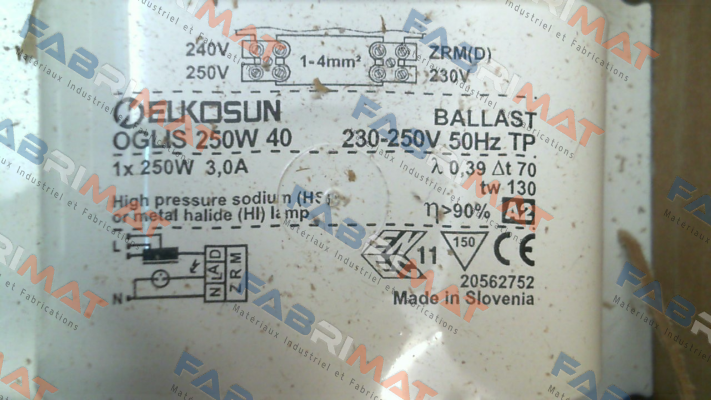 240V 1-4mm² ZRM(D)
250V 230V
ELKOSUN BALLAST
OGLIS 250W 40 230-250V 50Hz TP
1x 250W 3,0A λ 0,39 Δt 70
tw 130
High pressure sodium (HS)
or metal halide (HI) lamp
η>90% A2
L
N
N A D
Z R M
11
150
CE
20562752
Made in Slovenia
FABRIMAT
Materiaux Industriel et Fabrications